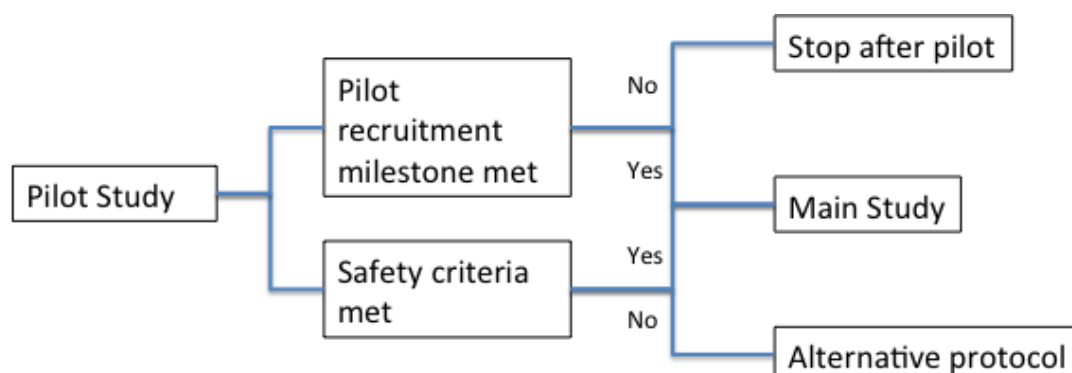 Pilot Study
Pilot
recruitment
milestone met
Safety criteria
met
No
Yes
Yes
No
Stop after pilot
Main Study
Alternative protocol